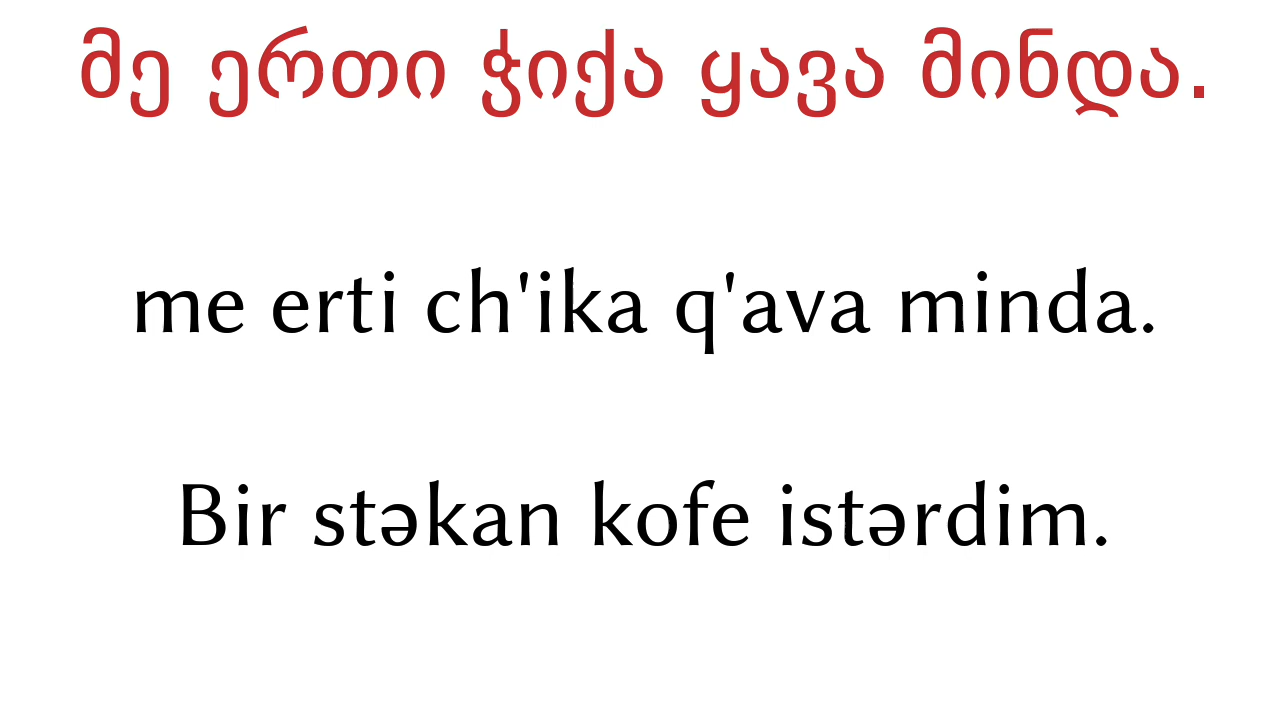 მე ერთი ჭიქა ყავა მინდა.
me erti ch'ika q'ava minda.
Bir stəkan kofe istərdim.